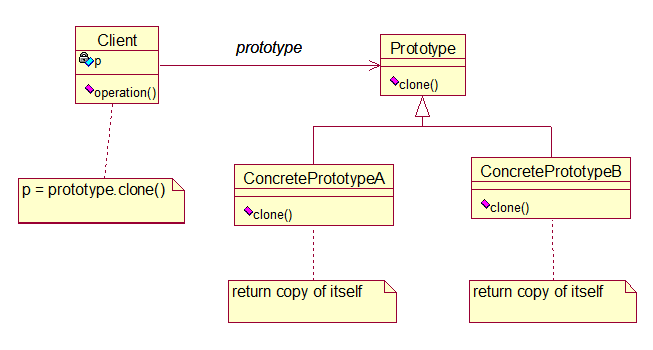 Client
p
operation()
prototype
Prototype
clone()
p = prototype.clone()
ConcretePrototypeA
clone()
ConcretePrototypeB
clone()
return copy of itself
return copy of itself